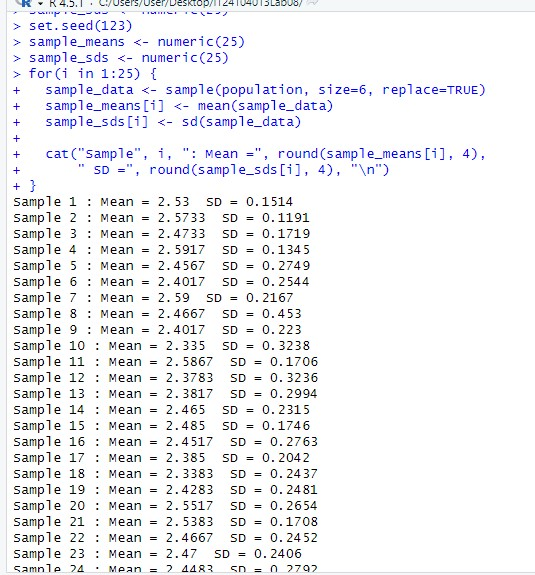 R 4.5.1 · C:/Users/User/Desktop/IT24104013Lab08/
> set.seed(123)
> sample_means <- numeric(25)
> sample_sds <- numeric(25)
> for(i in 1:25) {
+   sample_data <- sample(population, size=6, replace=TRUE)
+   sample_means[i] <- mean(sample_data)
+   sample_sds[i] <- sd(sample_data)
+
+   cat("Sample", i, ": Mean =", round(sample_means[i], 4),
+       " SD =", round(sample_sds[i], 4), "\n")
+ }
Sample 1 : Mean = 2.53  SD = 0.1514
Sample 2 : Mean = 2.5733  SD = 0.1191
Sample 3 : Mean = 2.4733  SD = 0.1719
Sample 4 : Mean = 2.5917  SD = 0.1345
Sample 5 : Mean = 2.4567  SD = 0.2749
Sample 6 : Mean = 2.4017  SD = 0.2544
Sample 7 : Mean = 2.59  SD = 0.2167
Sample 8 : Mean = 2.4667  SD = 0.453
Sample 9 : Mean = 2.4017  SD = 0.223
Sample 10 : Mean = 2.335  SD = 0.3238
Sample 11 : Mean = 2.5867  SD = 0.1706
Sample 12 : Mean = 2.3783  SD = 0.3236
Sample 13 : Mean = 2.3817  SD = 0.2994
Sample 14 : Mean = 2.465  SD = 0.2315
Sample 15 : Mean = 2.485  SD = 0.1746
Sample 16 : Mean = 2.4517  SD = 0.2763
Sample 17 : Mean = 2.385  SD = 0.2042
Sample 18 : Mean = 2.3383  SD = 0.2437
Sample 19 : Mean = 2.4283  SD = 0.2481
Sample 20 : Mean = 2.5517  SD = 0.2654
Sample 21 : Mean = 2.5383  SD = 0.1708
Sample 22 : Mean = 2.4667  SD = 0.2452
Sample 23 : Mean = 2.47  SD = 0.2406
Sample 24 : Mean = 2.4483  SD = 0.2792